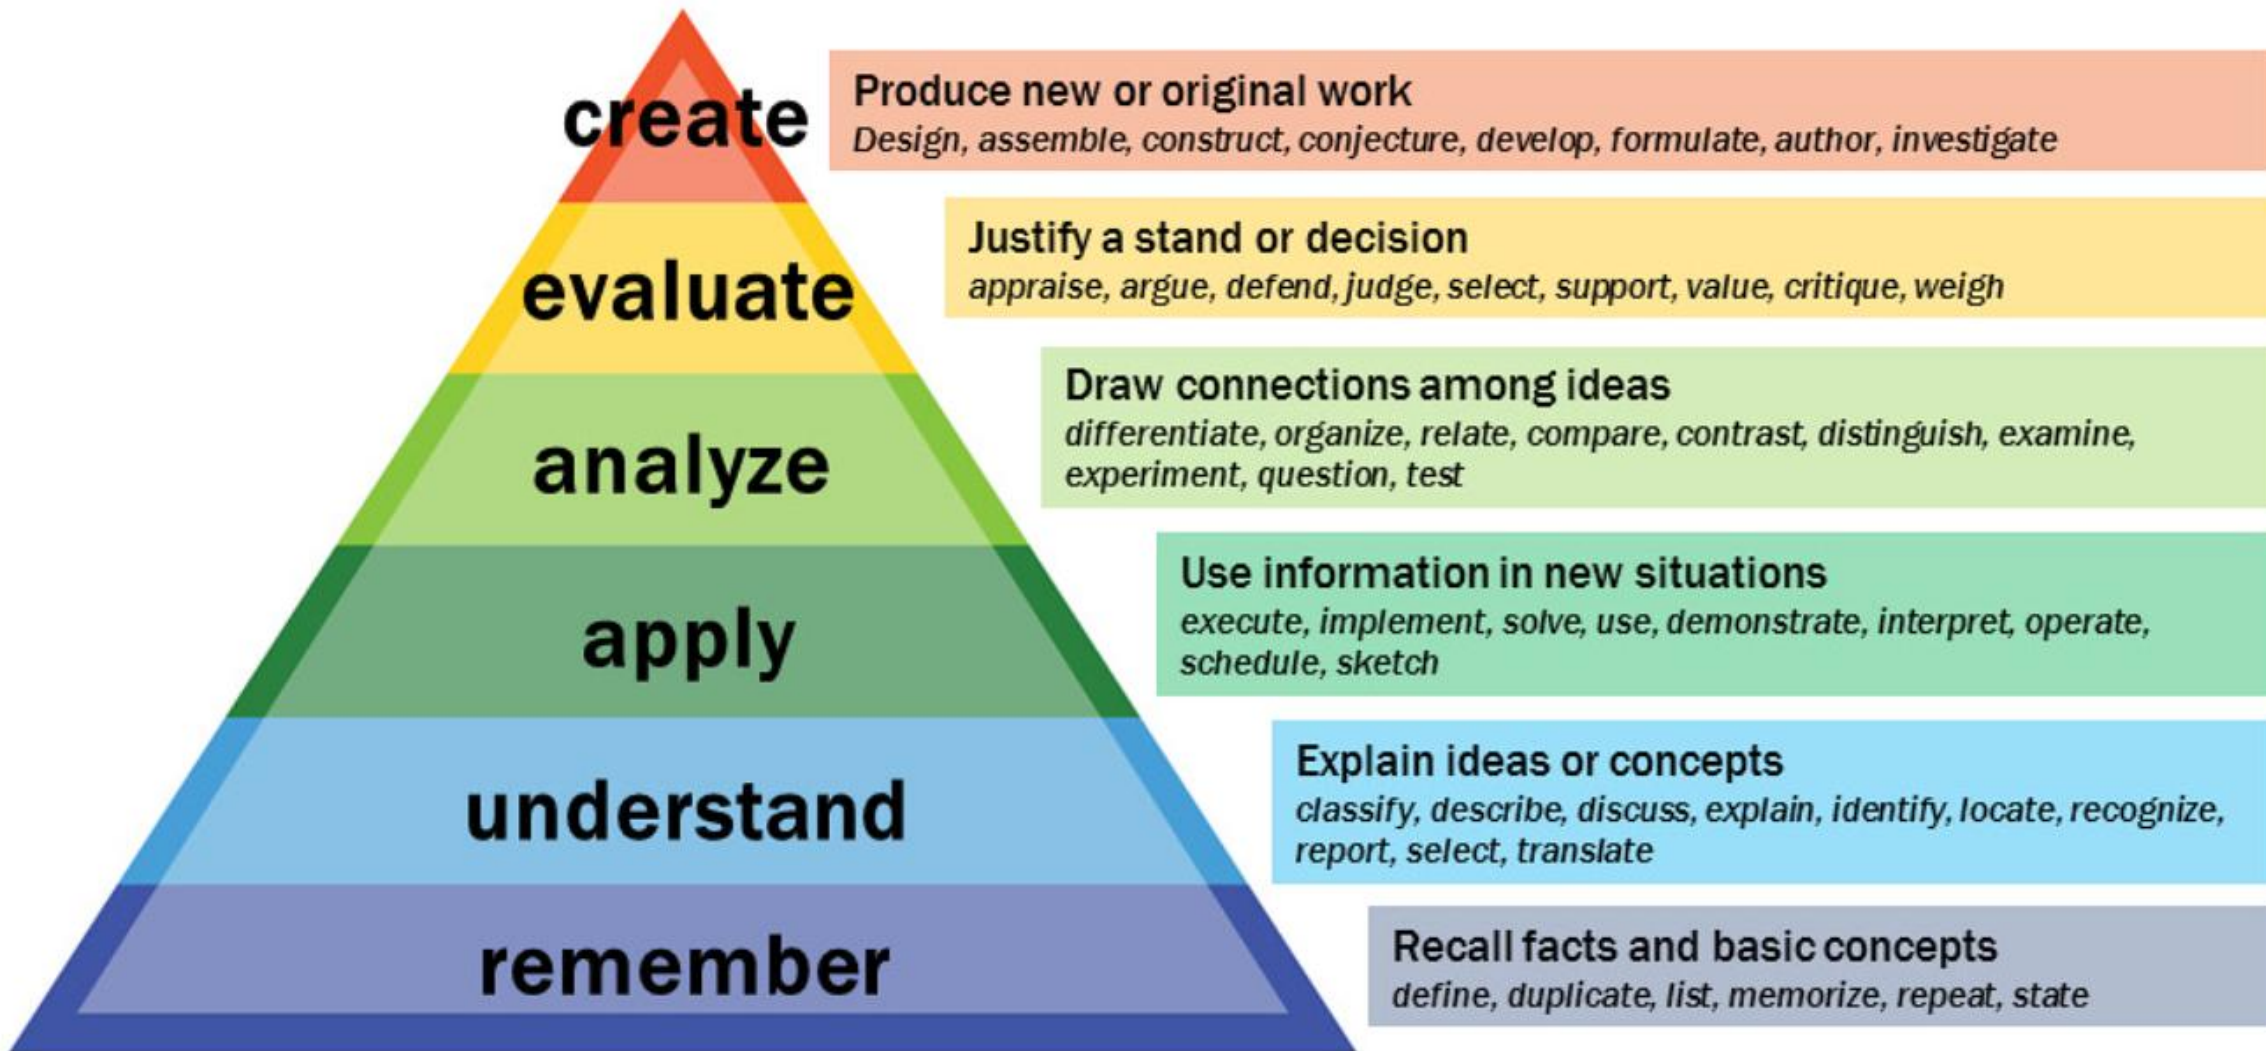 create
Produce new or original work
Design, assemble, construct, conjecture, develop, formulate, author, investigate
evaluate
Justify a stand or decision
appraise, argue, defend, judge, select, support, value, critique, weigh
analyze
Draw connections among ideas
differentiate, organize, relate, compare, contrast, distinguish, examine,
experiment, question, test
apply
Use information in new situations
execute, implement, solve, use, demonstrate, interpret, operate,
schedule, sketch
understand
Explain ideas or concepts
classify, describe, discuss, explain, identify, locate, recognize,
report, select, translate
remember
Recall facts and basic concepts
define, duplicate, list, memorize, repeat, state